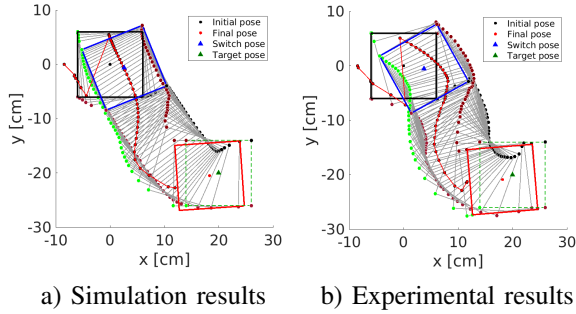 Initial pose
Final pose
Switch pose
Target pose
y [cm]
10
0
-10
-20
-30
-10
0
10
20
30
x [cm]
a) Simulation results
Initial pose
Final pose
Switch pose
Target pose
y [cm]
10
0
-10
-20
-30
-10
0
10
20
30
x [cm]
b) Experimental results